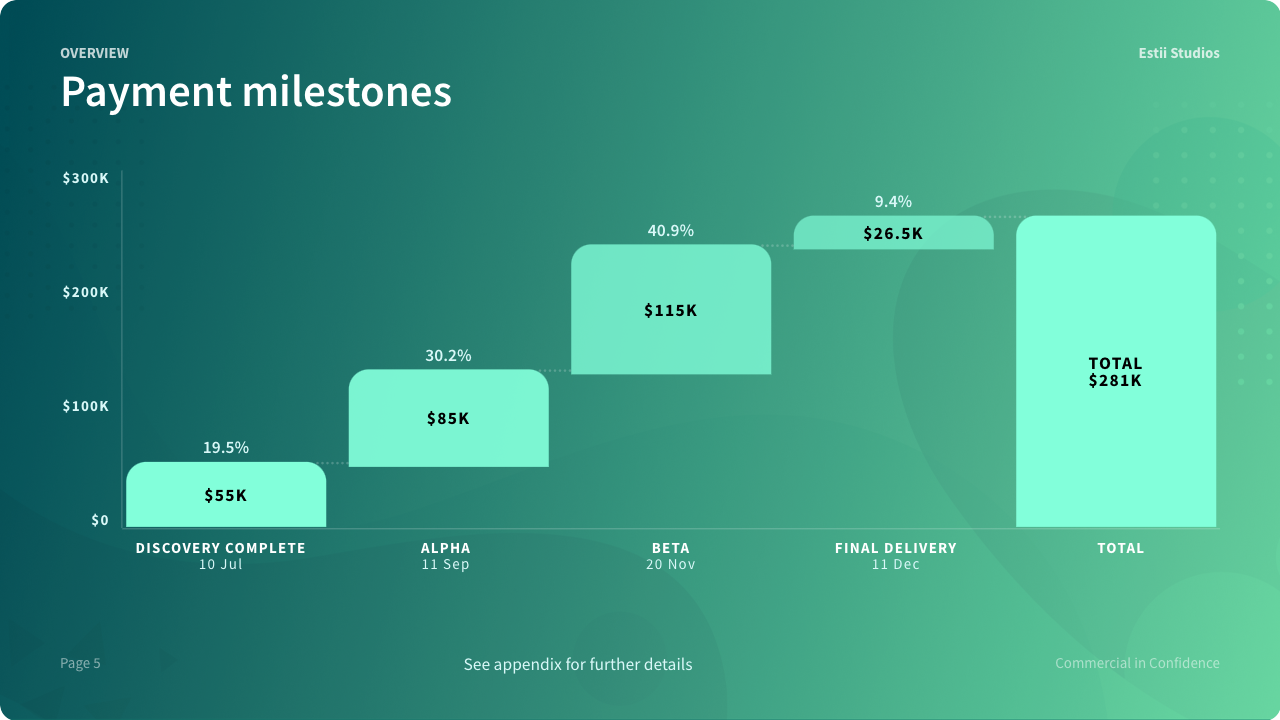 OVERVIEW
Estii Studios
Payment milestones
$300K
$200K
$100K
$0
19.5%
$55K
30.2%
$85K
40.9%
$115K
9.4%
$26.5K
TOTAL
$281K
DISCOVERY COMPLETE
10 Jul
ALPHA
11 Sep
BETA
20 Nov
FINAL DELIVERY
11 Dec
TOTAL
Page 5
See appendix for further details
Commercial in Confidence